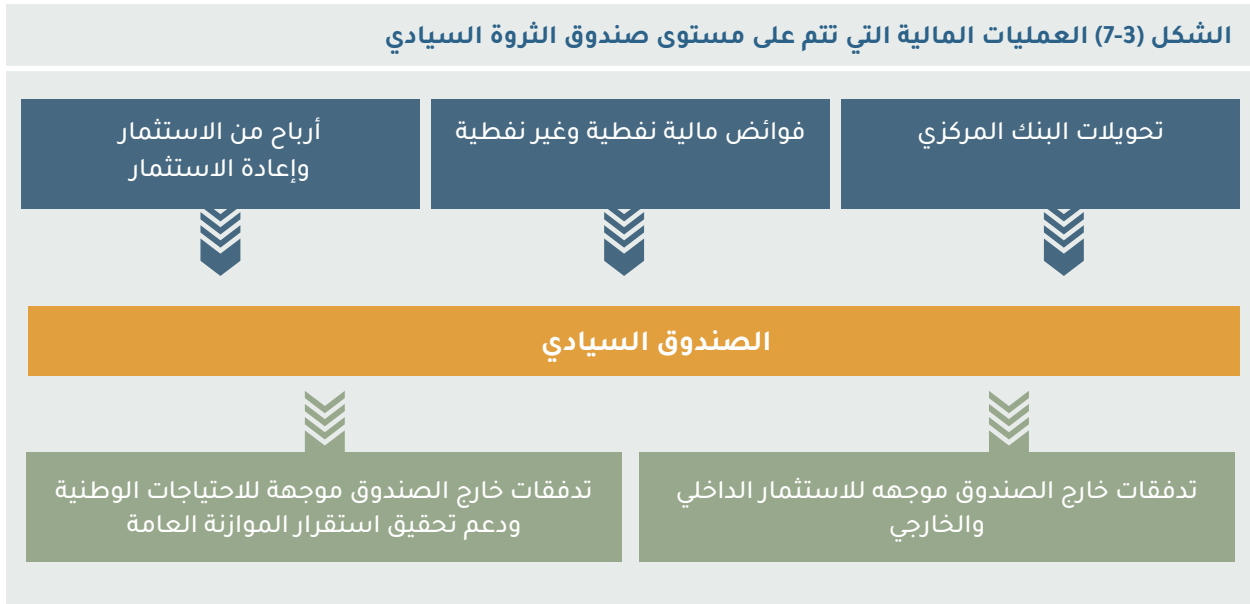 الشكل (3-7) العمليات المالية التي تتم على مستوى صندوق الثروة السيادي
تحويلات البنك المركزي
فوائض مالية نفطية وغير نفطية
أرباح من الاستثمار
وإعادة الاستثمار
الصندوق السيادي
تدفقات خارج الصندوق موجهه للاستثمار الداخلي
والخارجي
تدفقات خارج الصندوق موجهة للاحتياجات الوطنية
ودعم تحقيق استقرار الموازنة العامة